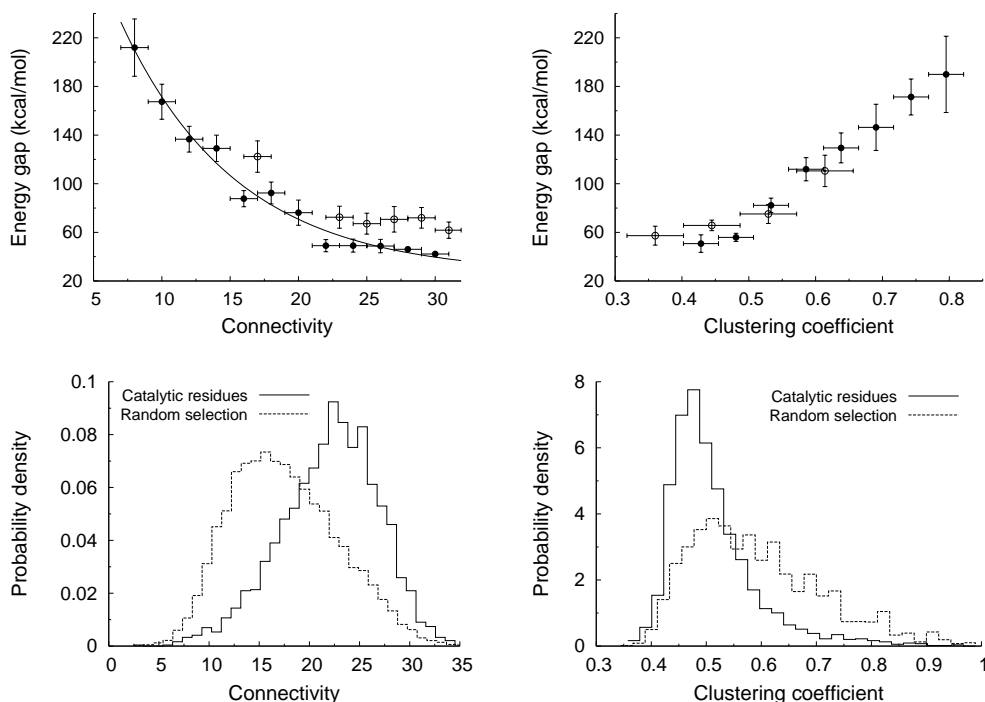 Energy gap (kcal/mol)
220
180
140
100
60
20
5 10 15 20 25 30
Connectivity
Energy gap (kcal/mol)
220
180
140
100
60
20
0.3 0.4 0.5 0.6 0.7 0.8
Clustering coefficient
Probability density
0.1
0.08
0.06
0.04
0.02
0
Catalytic residues
Random selection
0 5 10 15 20 25 30 35
Connectivity
Probability density
8
6
4
2
0
Catalytic residues
Random selection
0.3 0.4 0.5 0.6 0.7 0.8 0.9 1
Clustering coefficient